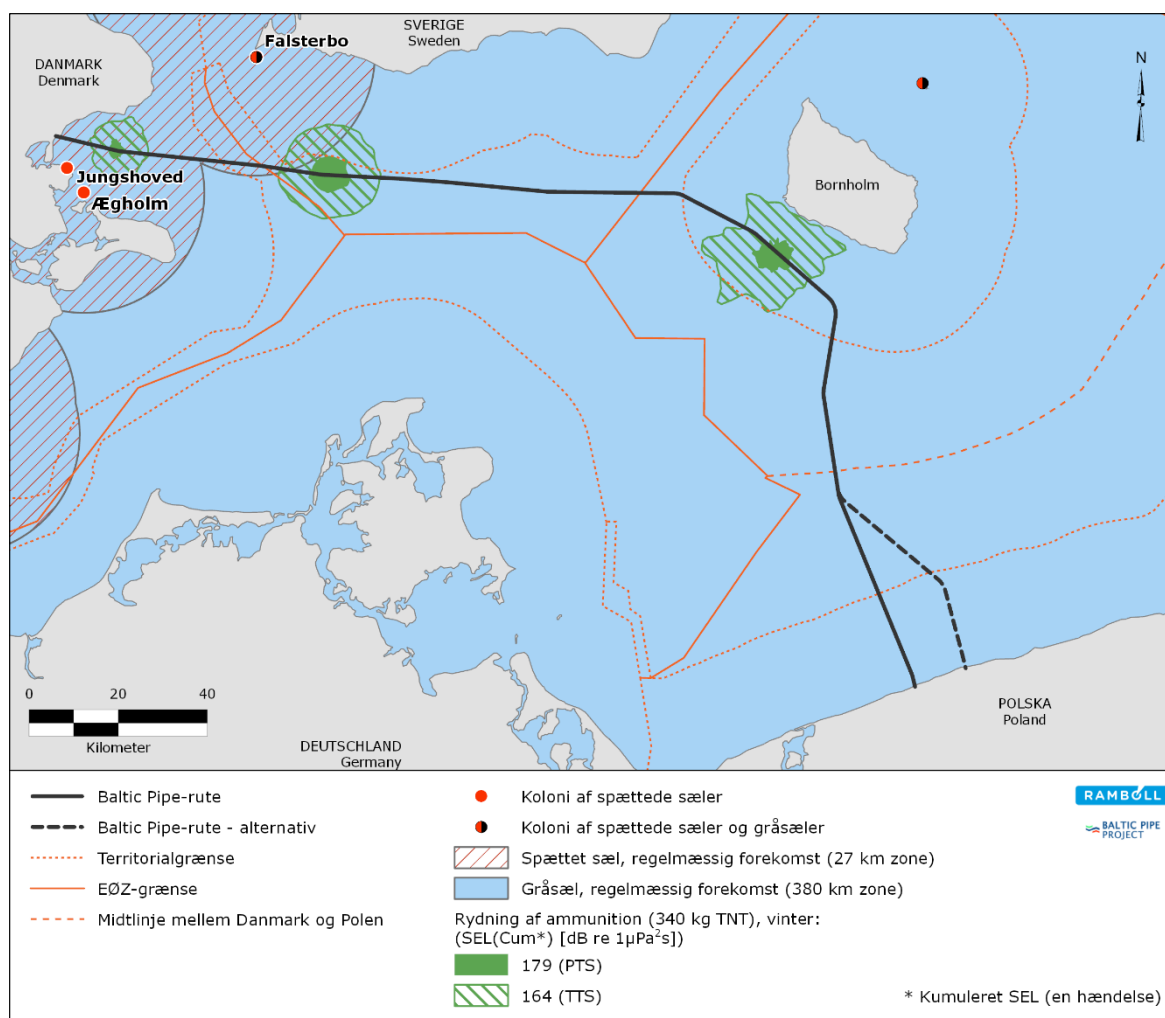 SVERIGE
Sweden
Falsterbo
DANMARK
Denmark
N
Jungshoved
Ægholm
Bornholm
0 20 40
Kilometer
DEUTSCHLAND
Germany
POLSKA
Poland
Baltic Pipe-rute
Baltic Pipe-rute - alternativ
Territorialgrænse
EØZ-grænse
Midtlinje mellem Danmark og Polen
Koloni af spættede sæler
Koloni af spættede sæler og gråsæler
Spættet sæl, regelmæssig forekomst (27 km zone)
Gråsæl, regelmæssig forekomst (380 km zone)
Rydning af ammunition (340 kg TNT), vinter:
(SEL(Cum*) [dB re 1µPa²s])
179 (PTS)
164 (TTS)
RAMBOLL
BALTIC PIPE
PROJECT
* Kumuleret SEL (en hændelse)